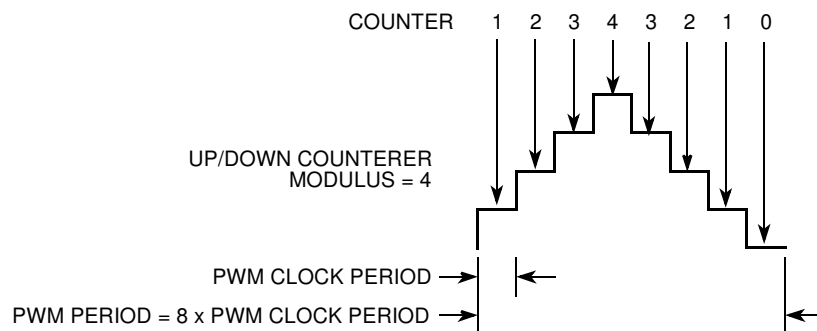 COUNTER 1 2 3 4 3 2 1 0
UP/DOWN COUNTERER
MODULUS = 4
PWM CLOCK PERIOD
PWM PERIOD = 8 x PWM CLOCK PERIOD